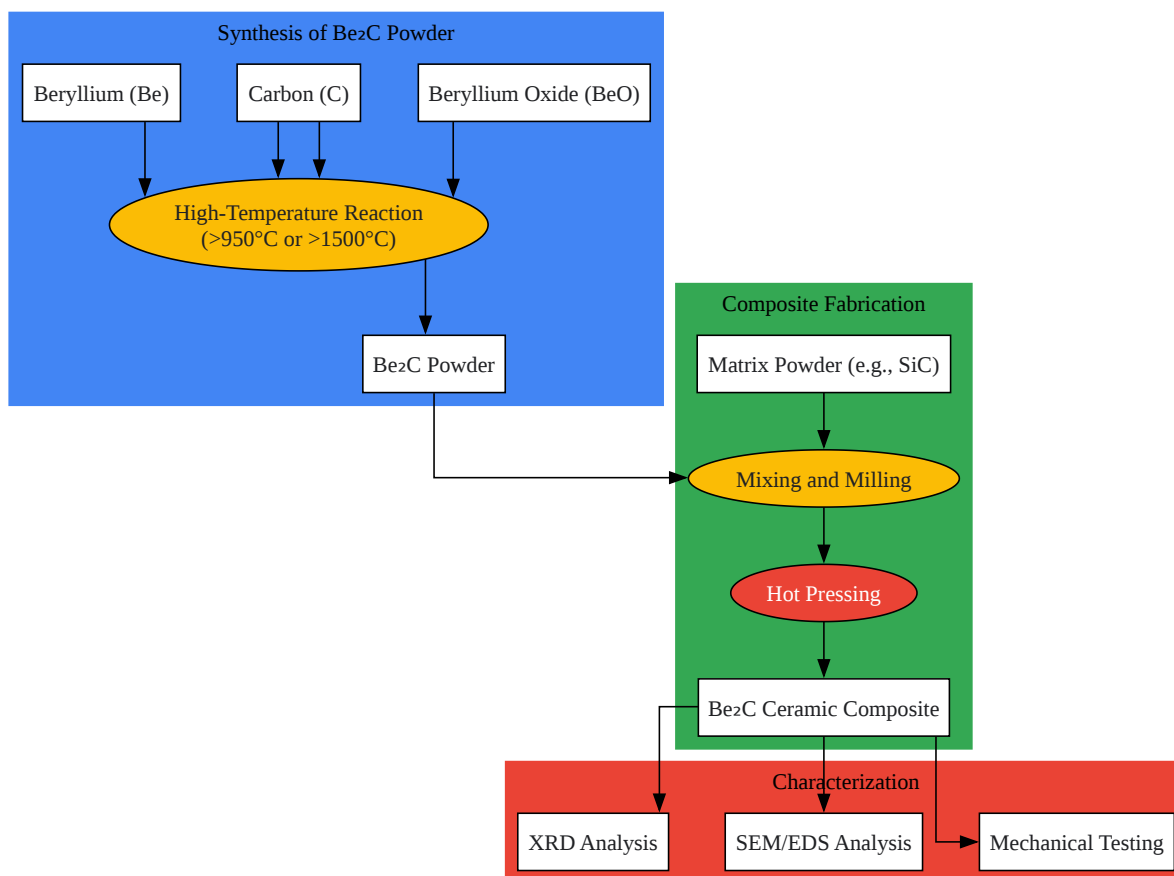 Synthesis of Be₂C Powder
Beryllium (Be)
Carbon (C)
Beryllium Oxide (BeO)
High-Temperature Reaction
(>950°C or >1500°C)
Be₂C Powder
Composite Fabrication
Matrix Powder (e.g., SiC)
Mixing and Milling
Hot Pressing
Be₂C Ceramic Composite
Characterization
XRD Analysis
SEM/EDS Analysis
Mechanical Testing